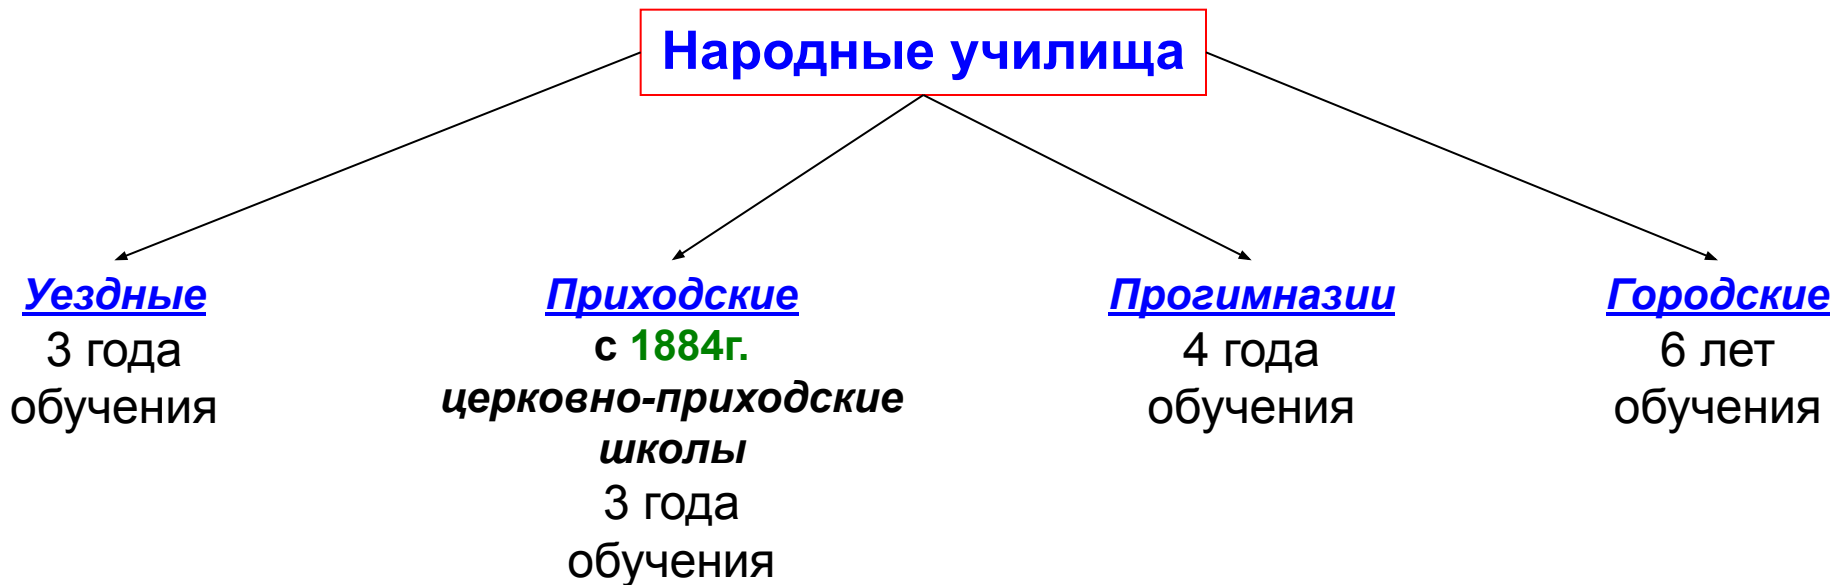 Народные училища
Уездные
3 года
обучения
Приходские
с 1884г.
церковно-приходские
школы
3 года
обучения
Прогимназии
4 года
обучения
Городские
6 лет
обучения